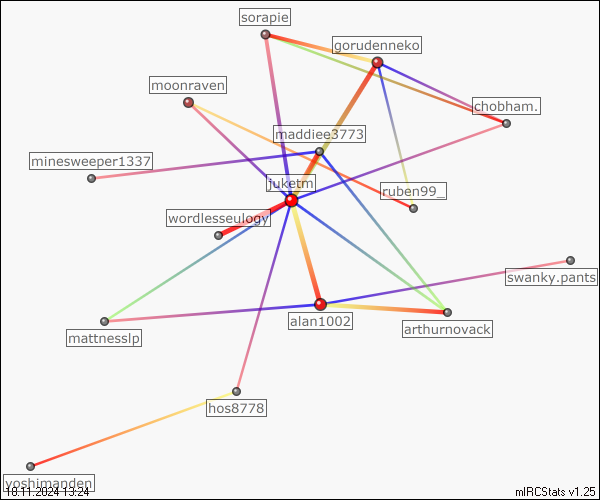 sorapie
gorudenneko
moonraven
chobham.
maddiee3773
minesweeper1337
juketm
ruben99_
wordlesseulogy
swanky.pants
alan1002
arthurnovack
mattnesslp
hos8778
yoshimanden
18.11.2024 13:24
mIRCStats v1.25